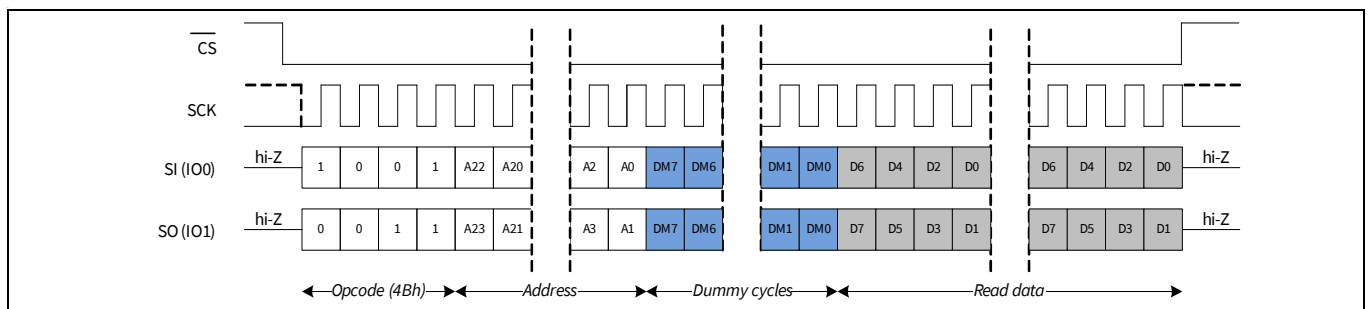 CS
SCK
SI (IO0) hi-Z 1 0 0 1 A22 A20 A2 A0 DM7 DM6 DM1 DM0 D6 D4 D2 D0 D6 D4 D2 D0 hi-Z
SO (IO1) hi-Z 0 0 1 1 A23 A21 A3 A1 DM7 DM6 DM1 DM0 D7 D5 D3 D1 D7 D5 D3 D1 hi-Z
Opcode (4Bh) Address Dummy cycles Read data